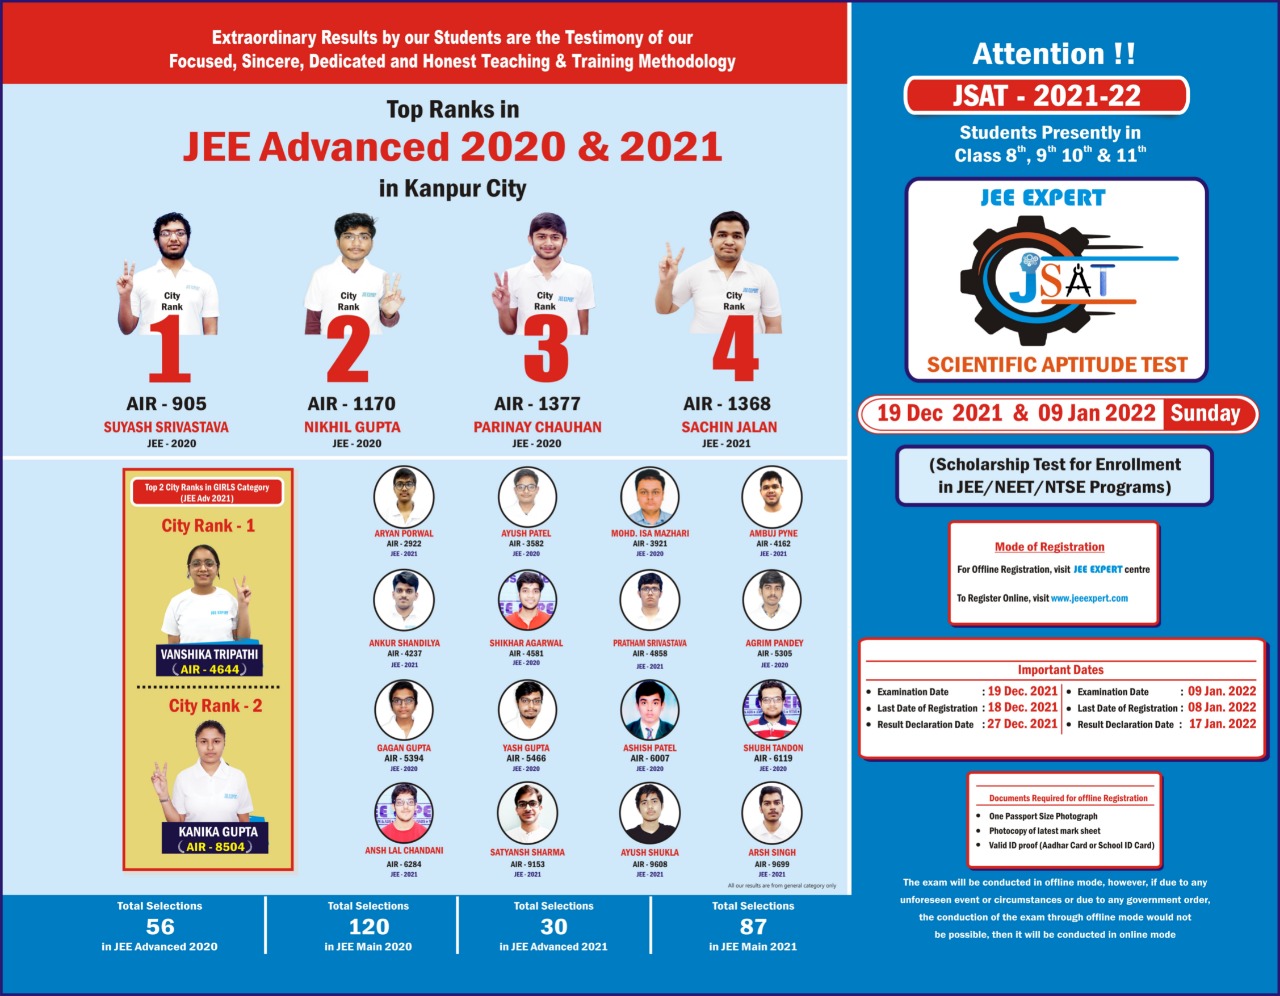 Extraordinary Results by our Students are the Testimony of our
Focused, Sincere, Dedicated and Honest Teaching & Training Methodology
Top Ranks in
JEE Advanced 2020 & 2021
in Kanpur City
City
Rank
1
AIR - 905
SUYASH SRIVASTAVA
JEE - 2020
City
Rank
2
AIR - 1170
NIKHIL GUPTA
JEE - 2020
City
Rank
3
AIR - 1377
PARINAY CHAUHAN
JEE - 2020
City
Rank
4
AIR - 1368
SACHIN JALAN
JEE - 2021
Top 2 City Ranks in GIRLS Category
(JEE Adv 2021)
City Rank - 1
JEE EXPERT
VANSHIKA TRIPATHI
(AIR - 4644)
City Rank - 2
JEE EXPERT
KANIKA GUPTA
(AIR - 8504)
ARYAN PORWAL
AIR - 2922
JEE - 2021
AYUSH PATEL
AIR - 3582
JEE - 2020
MOHD. ISA MAZHARI
AIR - 3921
JEE - 2020
AMBUJ PYNE
AIR - 4162
JEE - 2021
ANKUR SHANDILYA
AIR - 4237
JEE - 2021
SHIKHAR AGARWAL
AIR - 4581
JEE - 2020
PRATHAM SRIVASTAVA
AIR - 4858
JEE - 2021
AGRIM PANDEY
AIR - 5305
JEE - 2020
GAGAN GUPTA
AIR - 5394
JEE - 2020
YASH GUPTA
AIR - 5466
JEE - 2020
ASHISH PATEL
AIR - 6007
JEE - 2020
SHUBH TANDON
AIR - 6119
JEE - 2020
ANSH LAL CHANDANI
AIR - 6284
JEE - 2021
SATYANSH SHARMA
AIR - 9153
JEE - 2021
AYUSH SHUKLA
AIR - 9608
JEE - 2021
ARSH SINGH
AIR - 9699
JEE - 2021
All our results are from general category only
Total Selections
56
in JEE Advanced 2020
Total Selections
120
in JEE Main 2020
Total Selections
30
in JEE Advanced 2021
Total Selections
87
in JEE Main 2021
Attention !!
JSAT - 2021-22
Students Presently in
Class 8th, 9th 10th & 11th
JEE EXPERT
JSAT
SCIENTIFIC APTITUDE TEST
19 Dec 2021 & 09 Jan 2022 Sunday
(Scholarship Test for Enrollment
in JEE/NEET/NTSE Programs)
Mode of Registration
For Offline Registration, visit JEE EXPERT centre
To Register Online, visit www.jeeexpert.com
Important Dates
• Examination Date : 19 Dec. 2021
• Last Date of Registration : 18 Dec. 2021
• Result Declaration Date : 27 Dec. 2021
• Examination Date : 09 Jan. 2022
• Last Date of Registration : 08 Jan. 2022
• Result Declaration Date : 17 Jan. 2022
Documents Required for offline Registration
• One Passport Size Photograph
• Photocopy of latest mark sheet
• Valid ID proof (Aadhar Card or School ID Card)
The exam will be conducted in offline mode, however, if due to any
unforeseen event or circumstances or due to any government order,
the conduction of the exam through offline mode would not
be possible, then it will be conducted in online mode